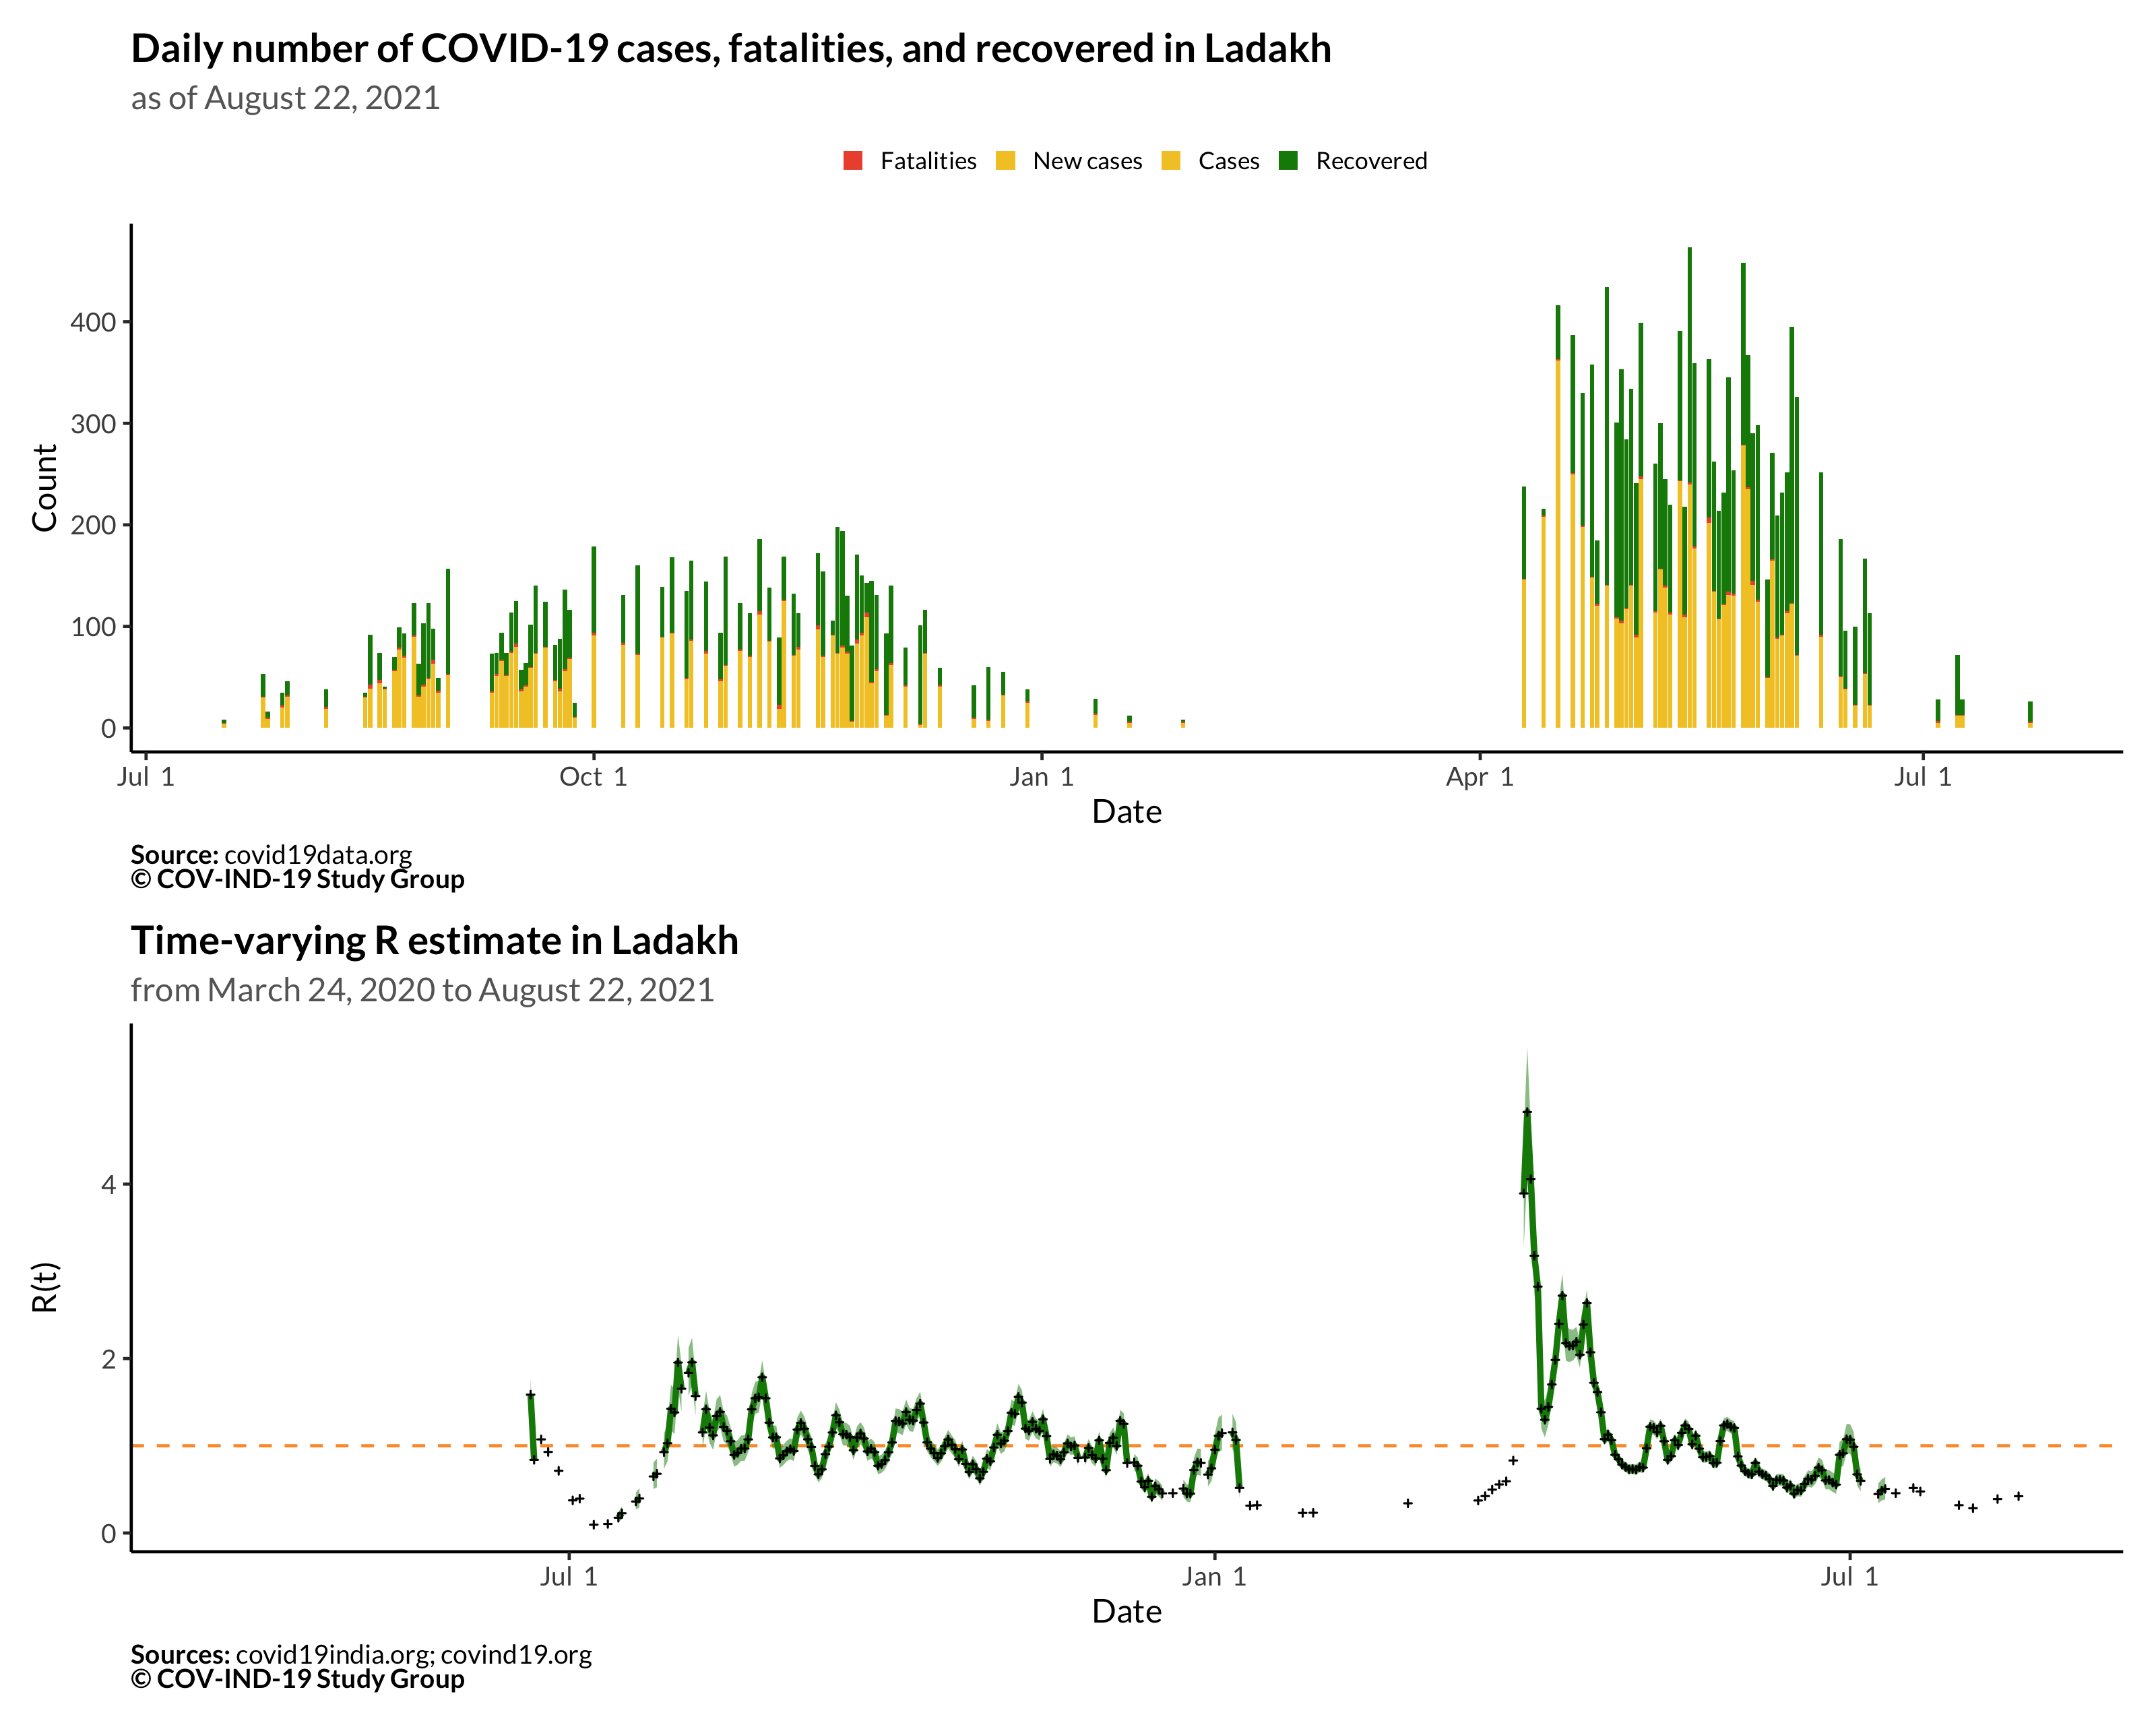 Daily number of COVID-19 cases, fatalities, and recovered in Ladakh
as of August 22, 2021
Fatalities New cases Cases Recovered
Count
400
300
200
100
0
Jul 1 Oct 1 Jan 1 Apr 1 Jul 1
Date
Source: covid19data.org
© COV-IND-19 Study Group
Time-varying R estimate in Ladakh
from March 24, 2020 to August 22, 2021
R(t)
4
2
0
Jul 1 Jan 1 Jul 1
Date
Sources: covid19india.org; covind19.org
© COV-IND-19 Study Group